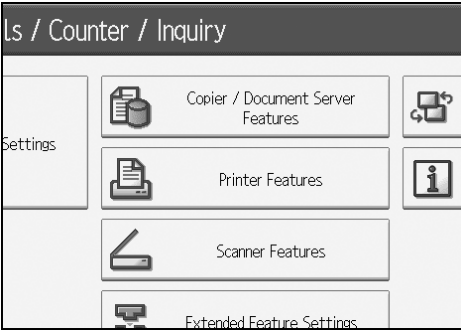 ls / Counter / Inquiry
Settings
Copier / Document Server
Features
Printer Features
Scanner Features
Extended Feature Settings